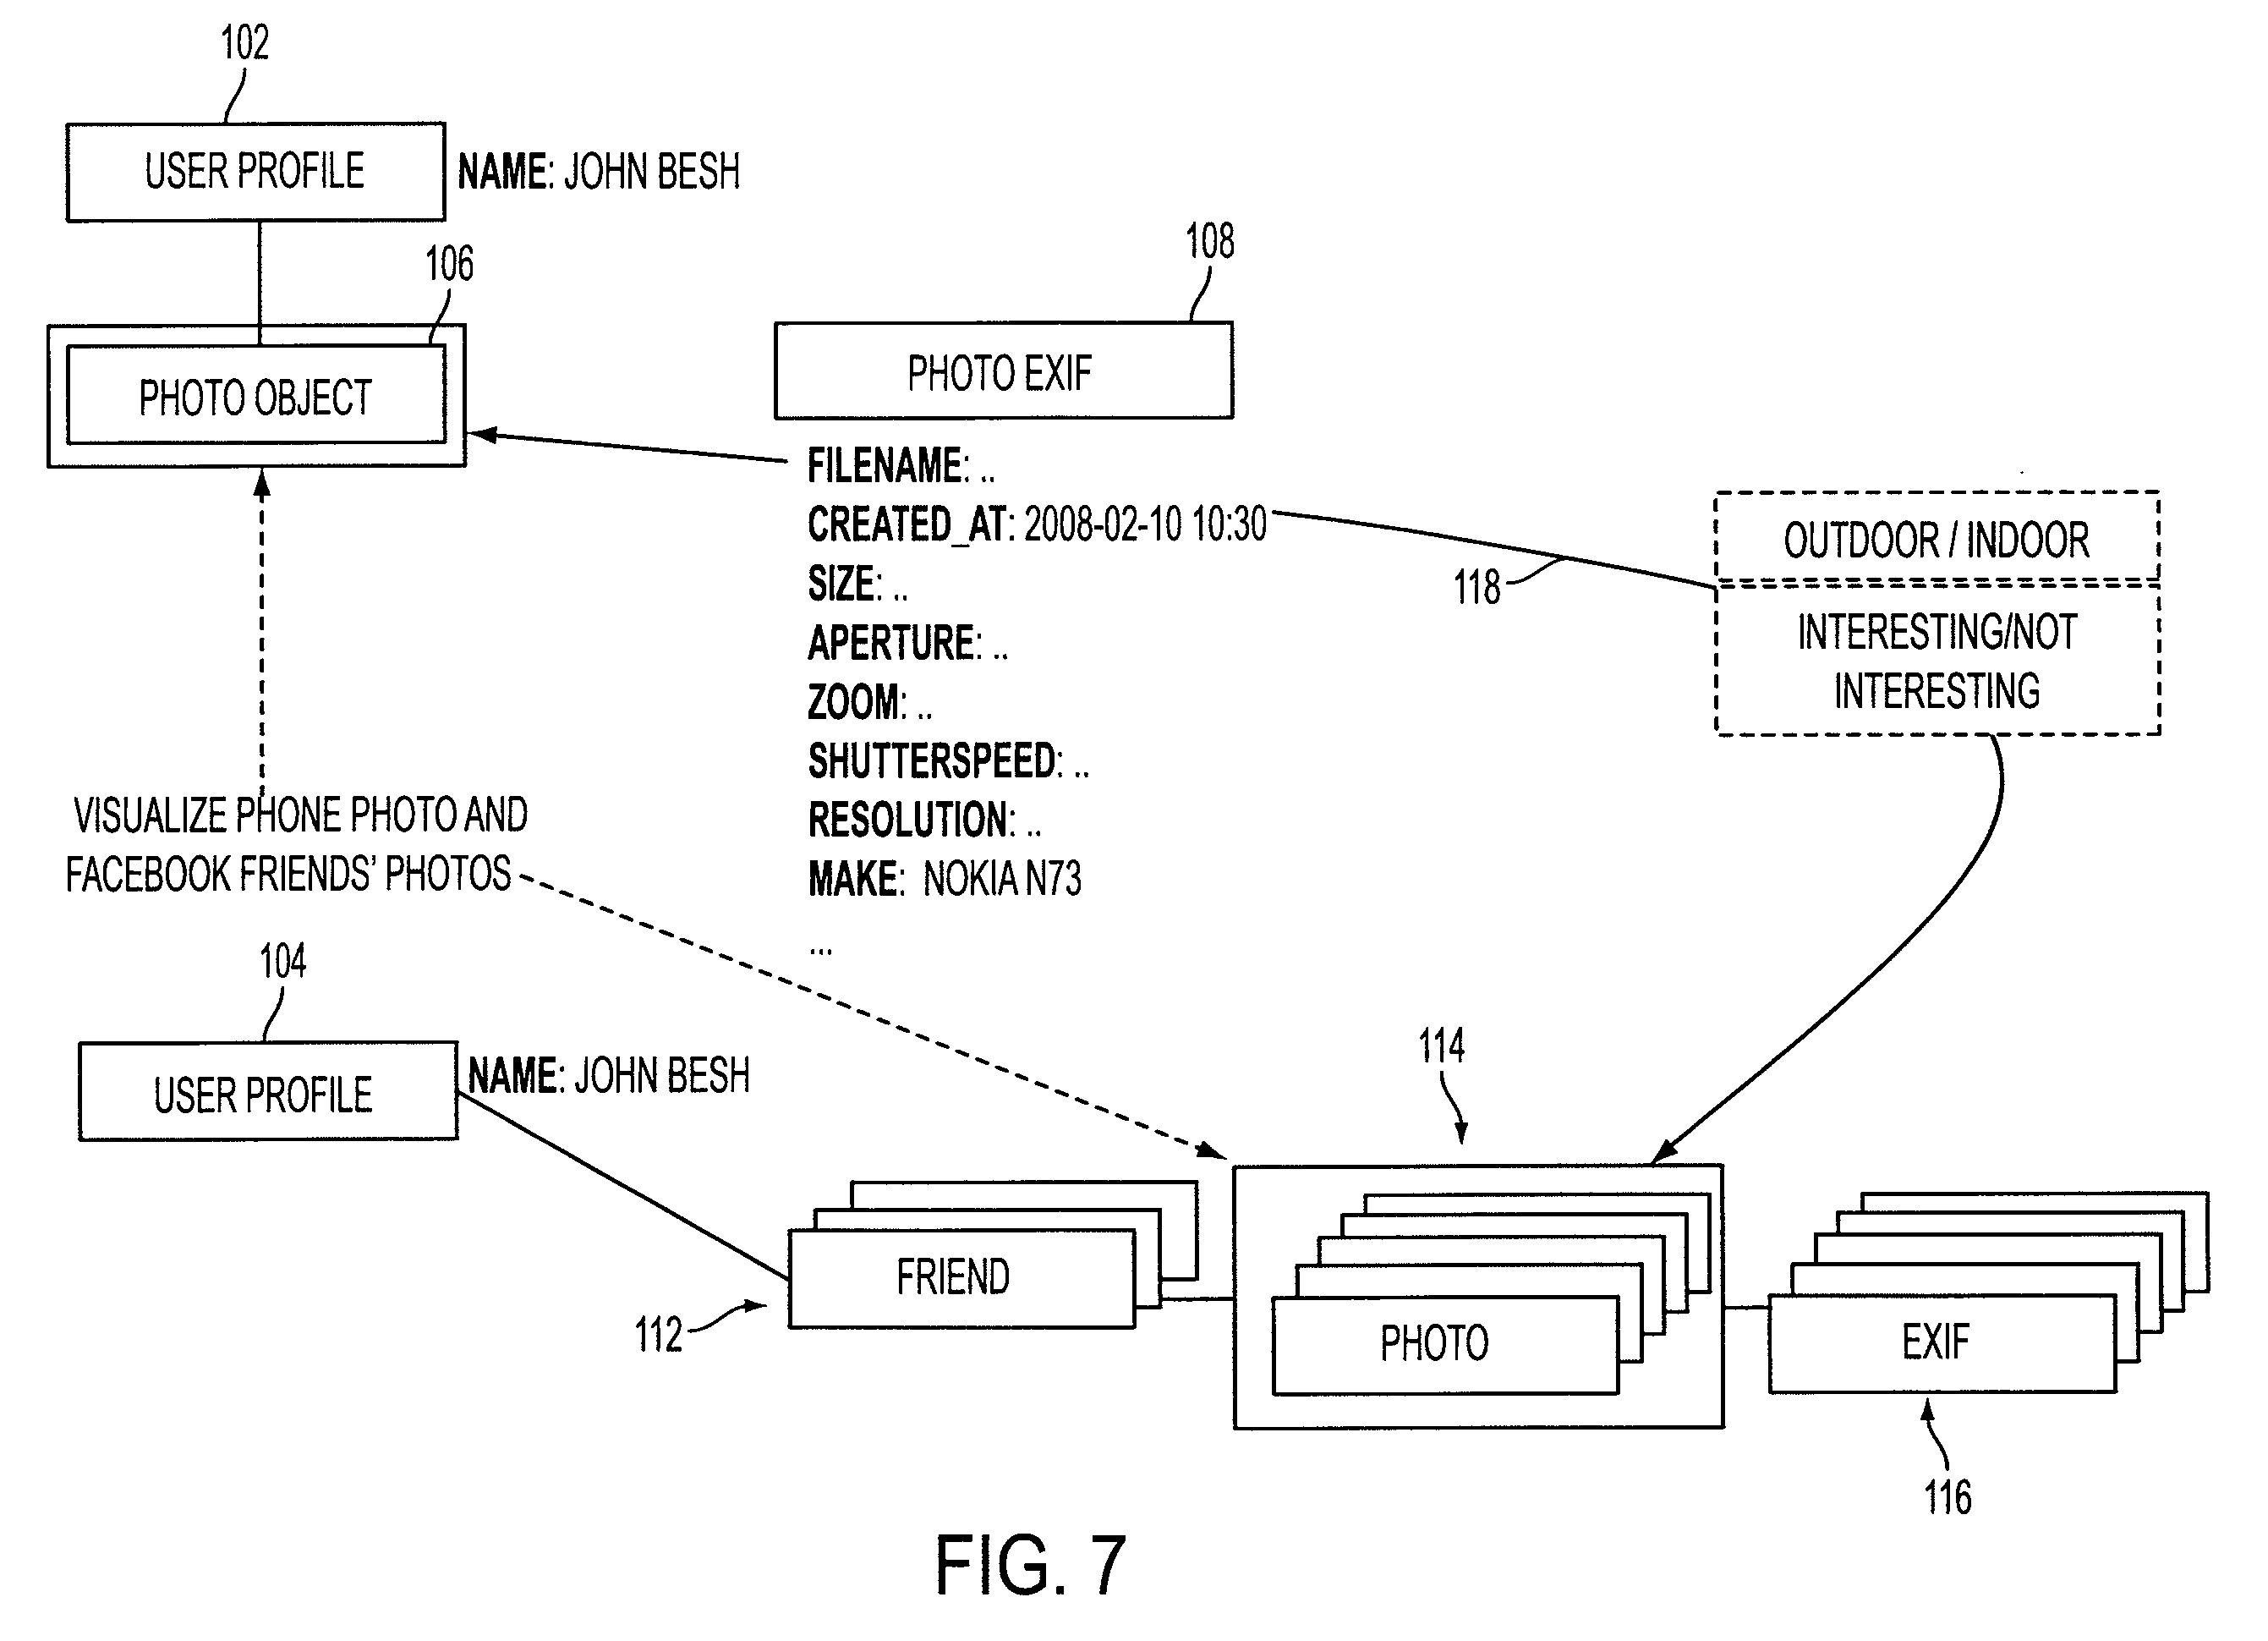 102
USER PROFILE
NAME: JOHN BESH
106
PHOTO OBJECT
108
PHOTO EXIF
FILENAME: ..
CREATED_AT: 2008-02-10 10:30
SIZE: ..
APERTURE: ..
ZOOM: ..
SHUTTERSPEED: ..
RESOLUTION: ..
MAKE: NOKIA N73
...
118
OUTDOOR / INDOOR
INTERESTING/NOT
INTERESTING
VISUALIZE PHONE PHOTO AND
FACEBOOK FRIENDS' PHOTOS
104
USER PROFILE
NAME: JOHN BESH
112
FRIEND
114
PHOTO
EXIF
116
FIG. 7